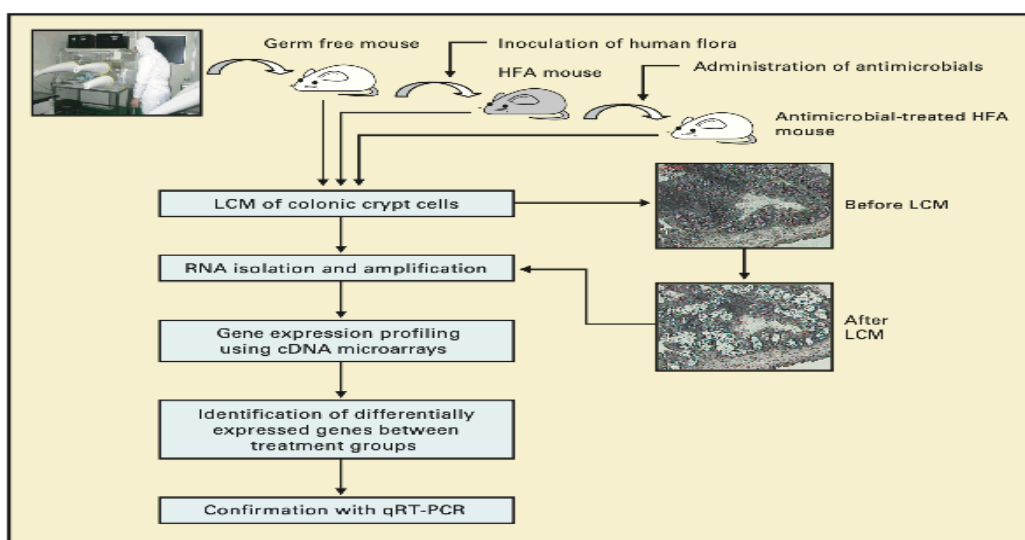 Germ free mouse
Inoculation of human flora
HFA mouse
Administration of antimicrobials
Antimicrobial-treated HFA
mouse
LCM of colonic crypt cells
Before LCM
RNA isolation and amplification
After
LCM
Gene expression profiling
using cDNA microarrays
Identification of differentially
expressed genes between
treatment groups
Confirmation with qRT-PCR